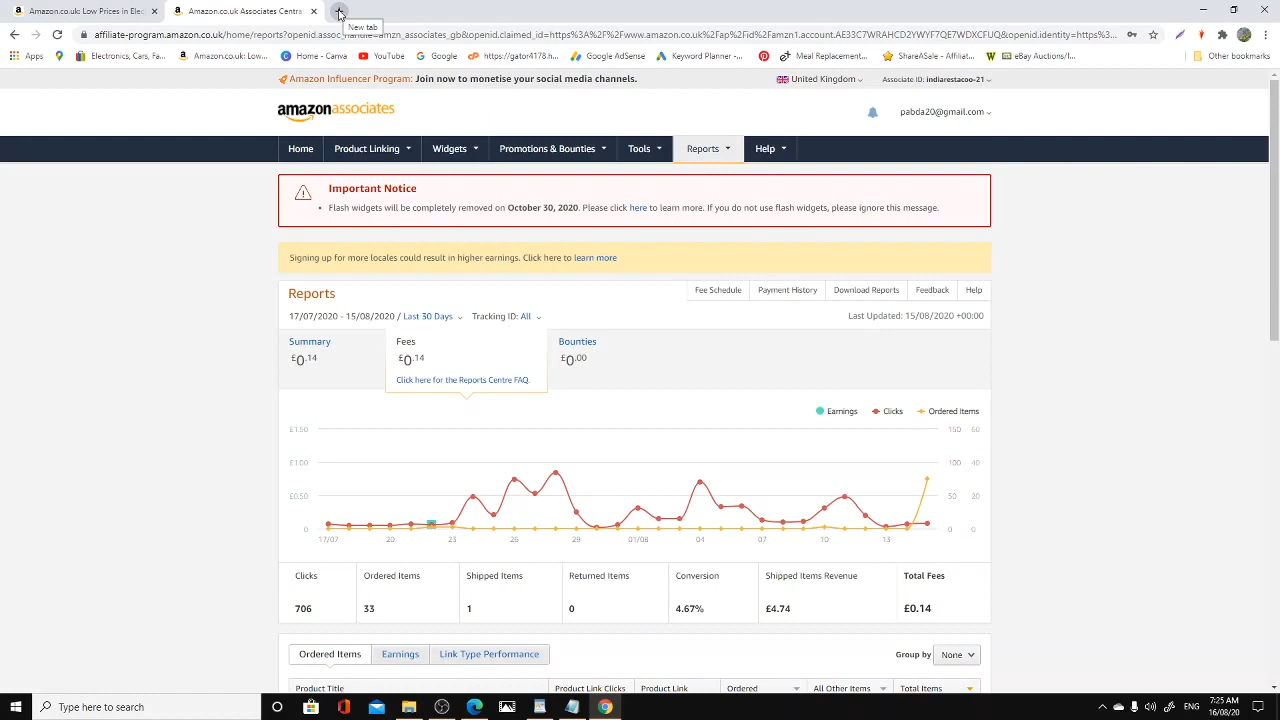 Amazon.co.uk: Low Prices in Elec
Amazon.co.uk Associates Centra
New tab
affiliate-program.amazon.co.uk/home/reports?openid.assoc_handle=amzn_associates_gb&openid.claimed_id=https%3A%2F%2Fwww.amazon.co.uk%2Fap%2Fid%2Famzn1.account.AE33C7WRAHCD2YWYF7QE7WDXCFUQ&openid.identity=https%3...
Apps
Electronics, Cars, Fa...
Amazon.co.uk: Low...
Home - Canva
YouTube
Google
https://gator4178.h...
Google AdSense
Keyword Planner -...
Amazon.com Associ...
ShareASale - Affiliat...
eBay Auctions/l...
Other bookmarks
Amazon Influencer Program: Join now to monetise your social media channels.
United Kingdom
Associate ID: indiarestacoo-21
amazonassociates
pabda20@gmail.com
Home
Product Linking
Widgets
Promotions & Bounties
Tools
Reports
Help
Important Notice
Flash widgets will be completely removed on October 30, 2020. Please click here to learn more. If you do not use flash widgets, please ignore this message.
Signing up for more locales could result in higher earnings. Click here to learn more
Reports
Fee Schedule
Payment History
Download Reports
Feedback
Help
17/07/2020 - 15/08/2020 / Last 30 Days
Tracking ID: All
Last Updated: 15/08/2020 +00:00
Summary
£0.14
Fees
£0.14
Click here for the Reports Centre FAQ.
Bounties
£0.00
Earnings
Clicks
Ordered Items
£1.50
150 60
£1.00
100 40
£0.50
50 20
0
0 0
17/07 20 23 26 29 01/08 04 07 10 13
Clicks Ordered Items Shipped Items Returned Items Conversion Shipped Items Revenue Total Fees
706 33 1 0 4.67% £4.74 £0.14
Ordered Items
Earnings
Link Type Performance
Group by
None
Product Title Product Link Clicks Product Link Ordered All Other Items Total Items
Type here to search
7:25 AM
16/08/20